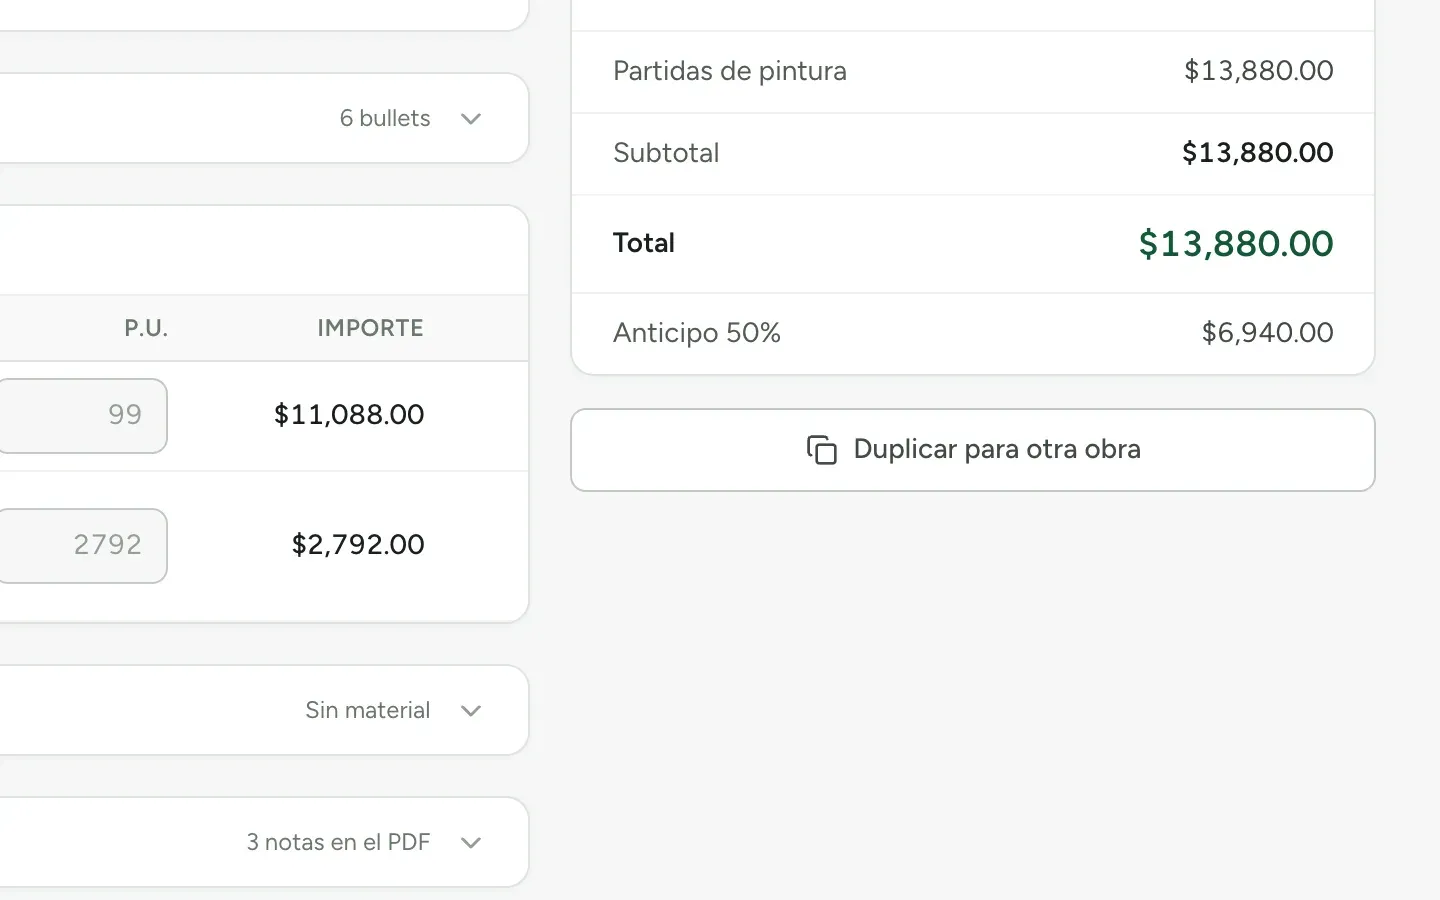 6 bullets
P.U. IMPORTE
99 $11,088.00
2792 $2,792.00
Sin material
3 notas en el PDF
Partidas de pintura $13,880.00
Subtotal $13,880.00
Total $13,880.00
Anticipo 50% $6,940.00
Duplicar para otra obra